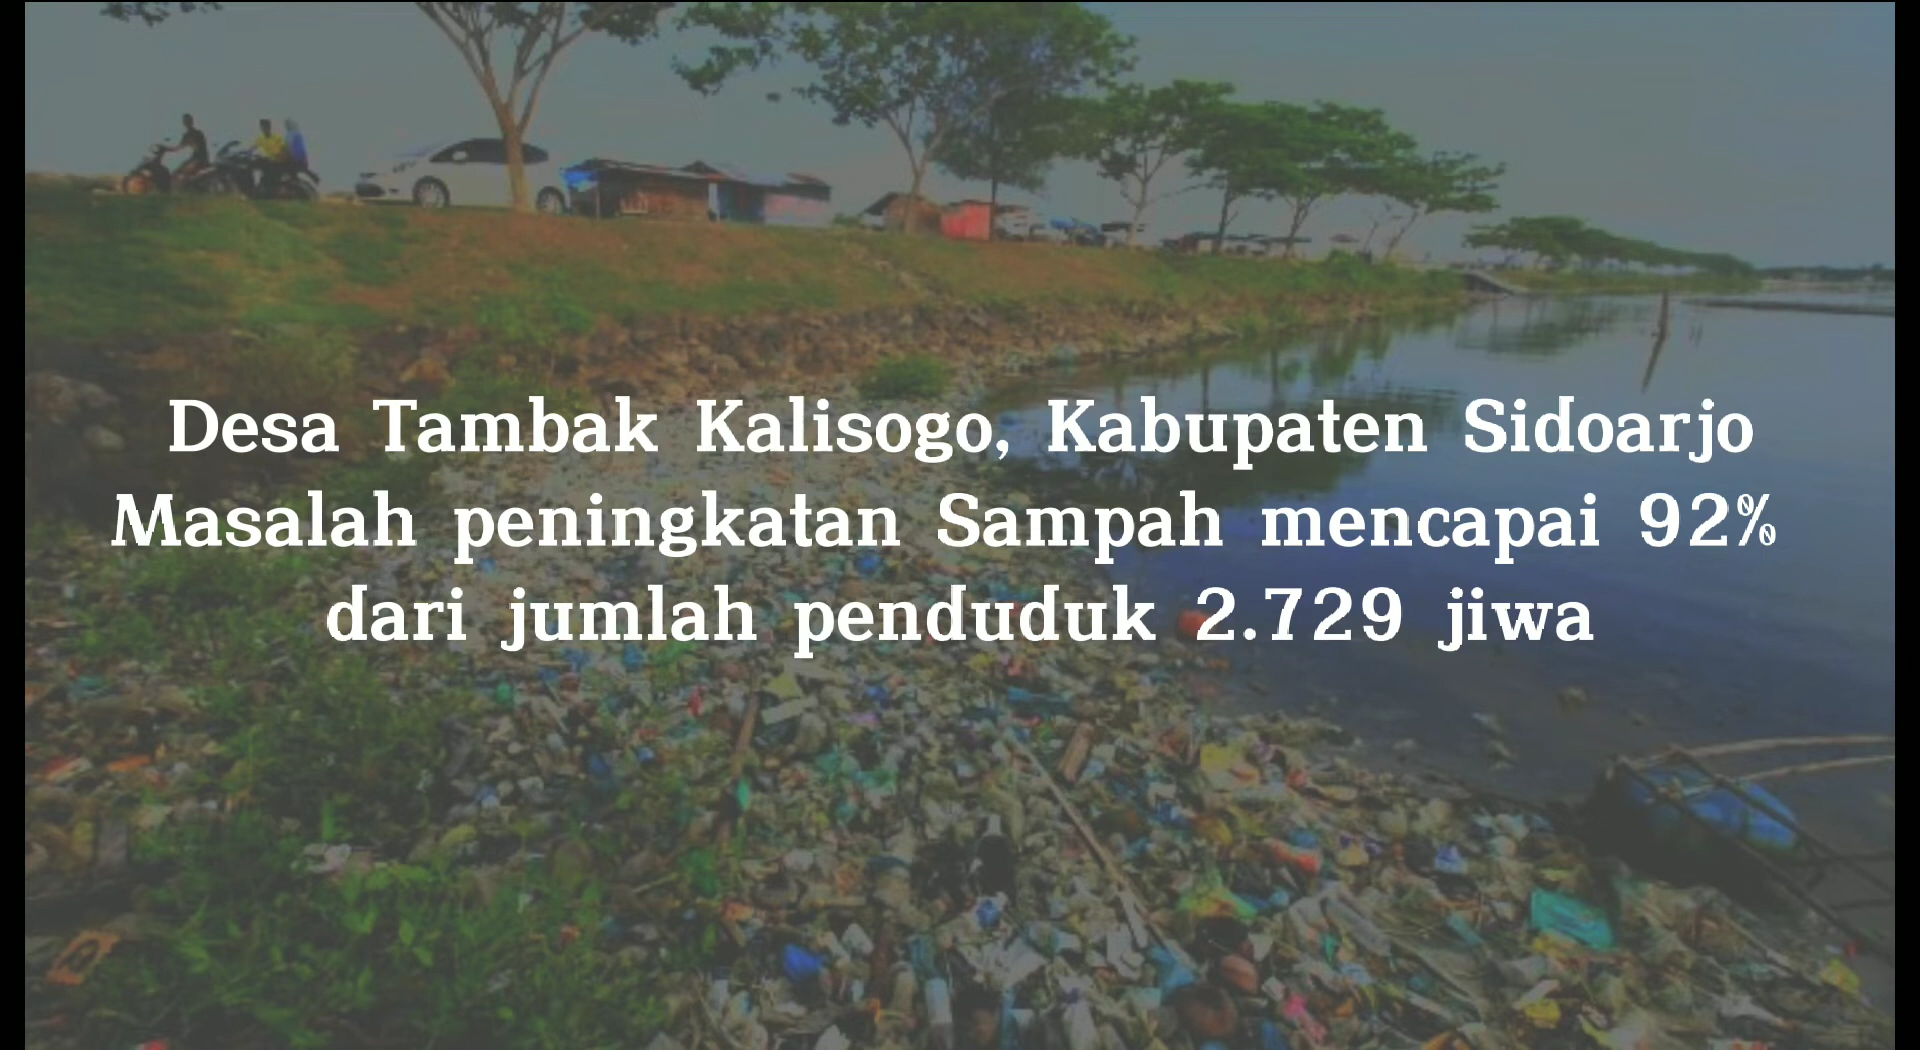 Desa Tambak Kalisogo, Kabupaten Sidoarjo
Masalah peningkatan Sampah mencapai 92%
dari jumlah penduduk 2.729 jiwa